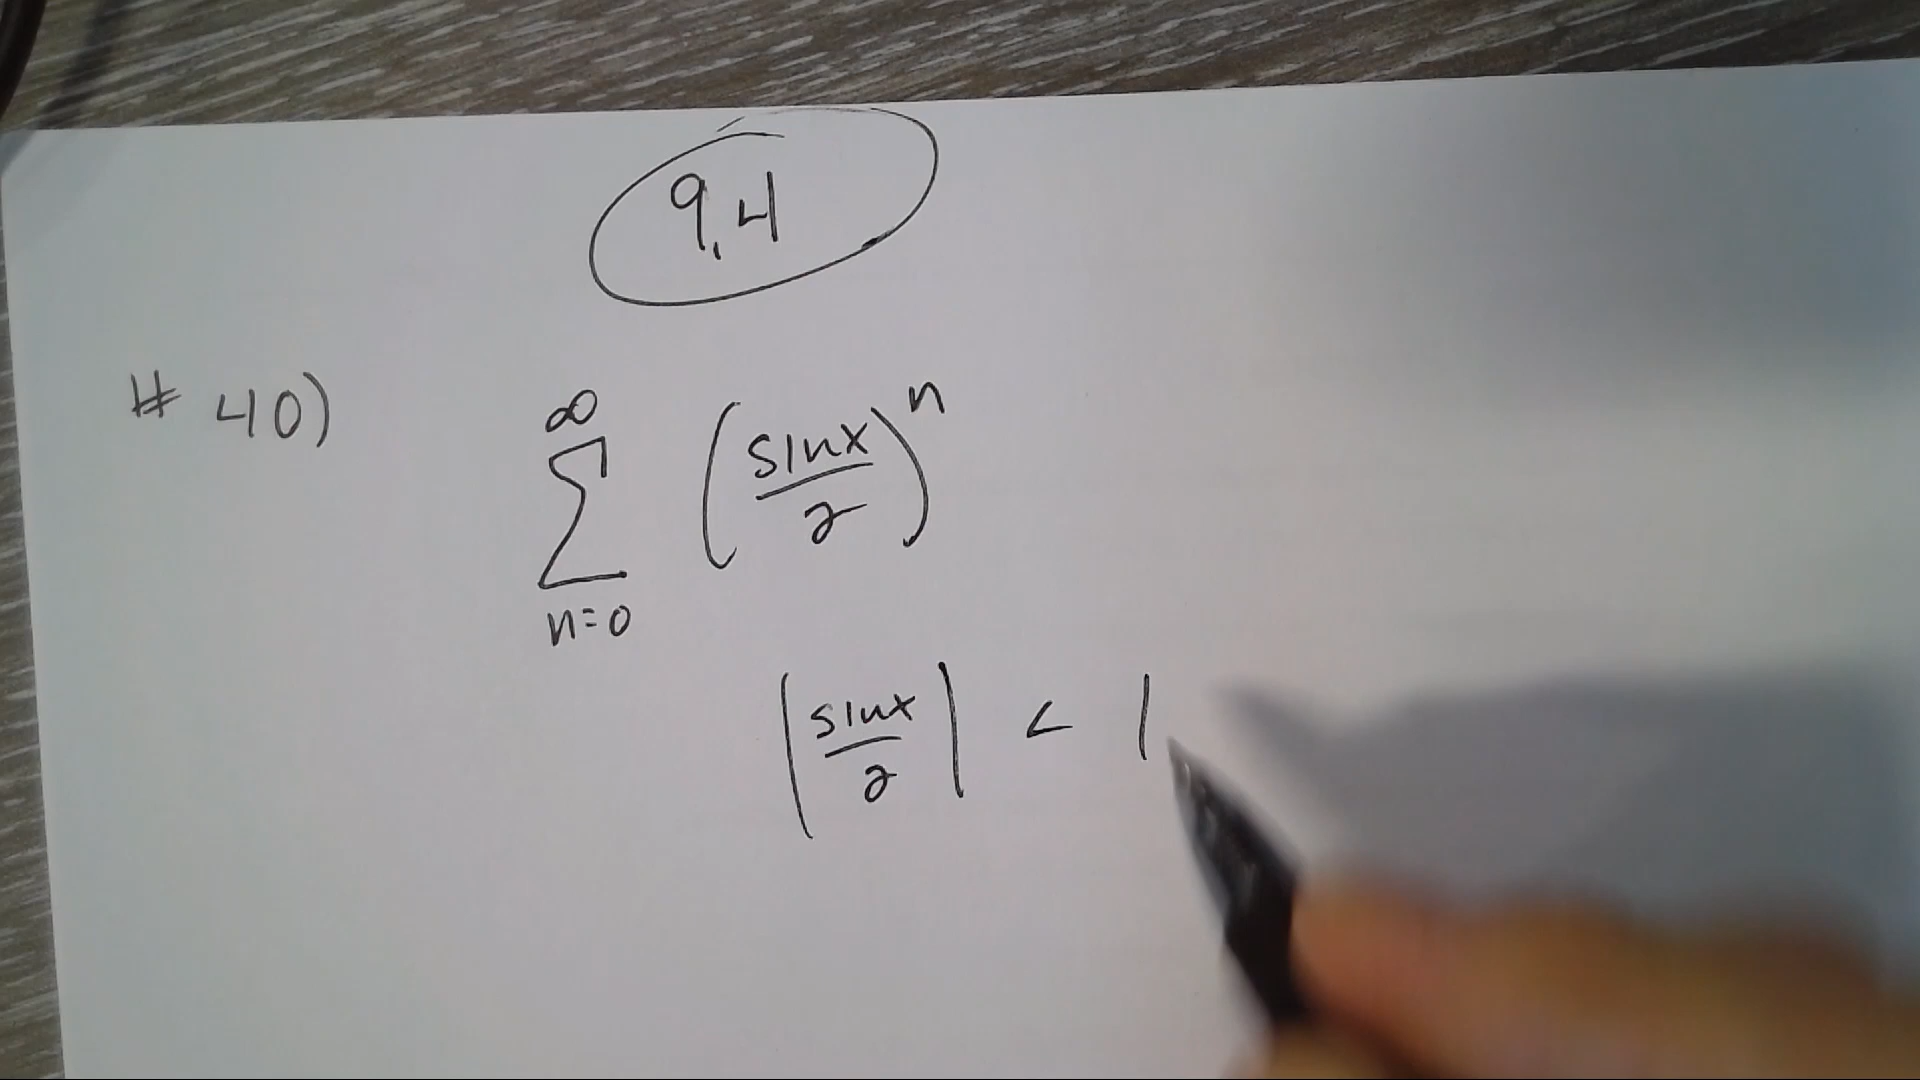 9.4
# 40) ∞ ∑ n=0 (sinx/2)^n
|sinx/2| < 1